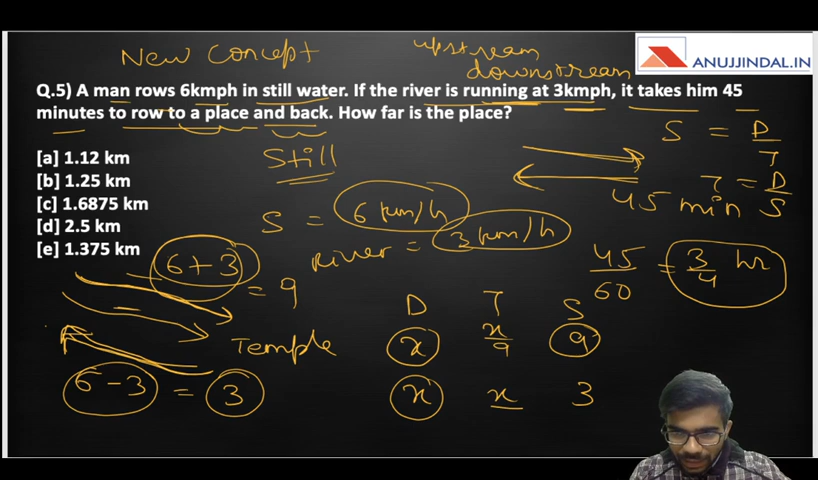 New Concept
upstream
downstream
ANUJJINDAL.IN
Q.5) A man rows 6kmph in still water. If the river is running at 3kmph, it takes him 45
minutes to row to a place and back. How far is the place?
[a] 1.12 km
[b] 1.25 km
[c] 1.6875 km
[d] 2.5 km
[e] 1.375 km
Still
S = D/T
T = D/S
45 min
S = 6 km/h
River = 3 km/h
45/60 = 3/4 hr
6+3 = 9
D T S
Temple
x x/9 9
6-3 = 3
x x 3